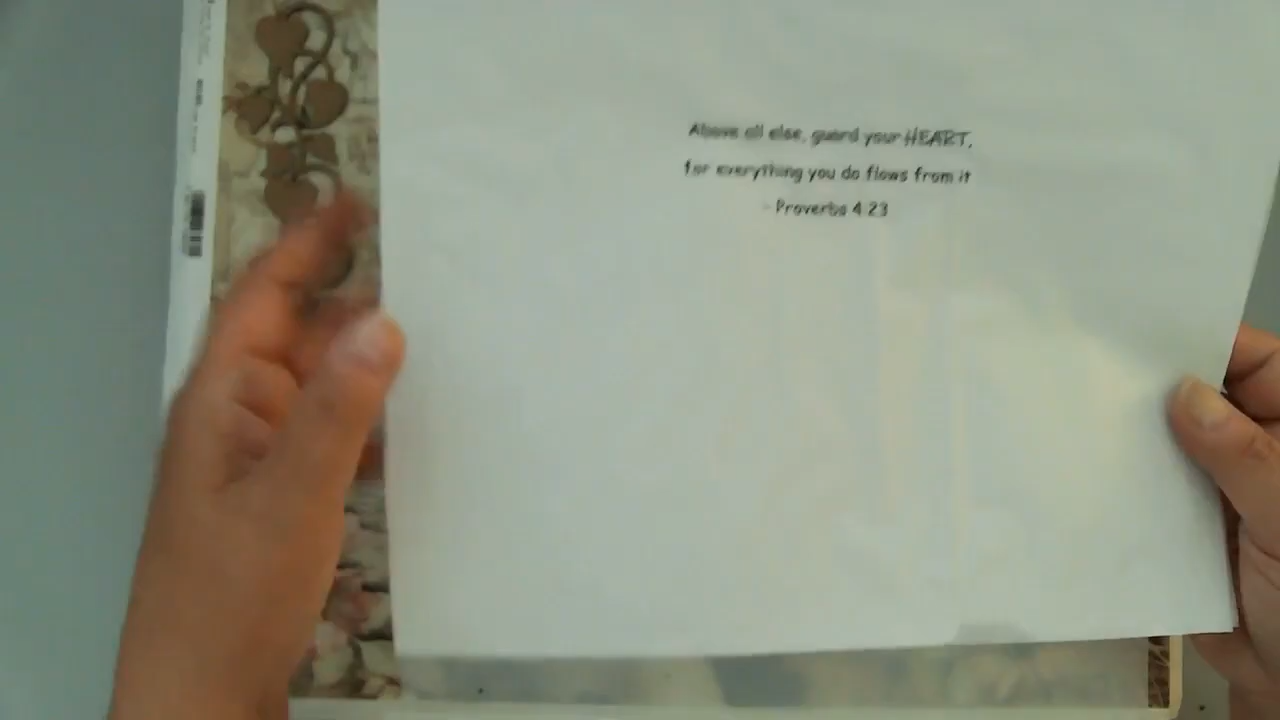 Above all else, guard your HEART,
for everything you do flows from it
- Proverbs 4:23